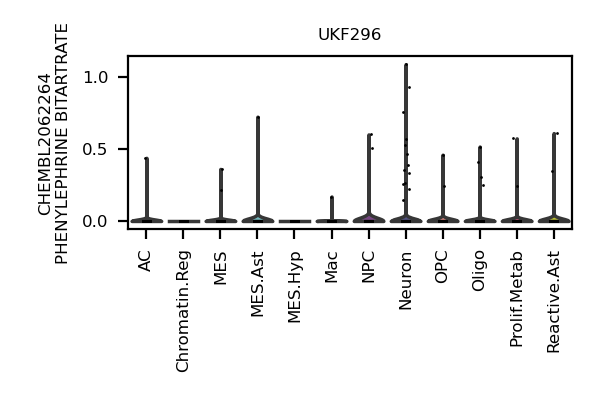 UKF296
CHEMBL2062264
PHENYLEPHRINE BITARTRATE
1.0
0.5
0.0
AC
Chromatin.Reg
MES
MES.Ast
MES.Hyp
Mac
NPC
Neuron
OPC
Oligo
Prolif.Metab
Reactive.Ast